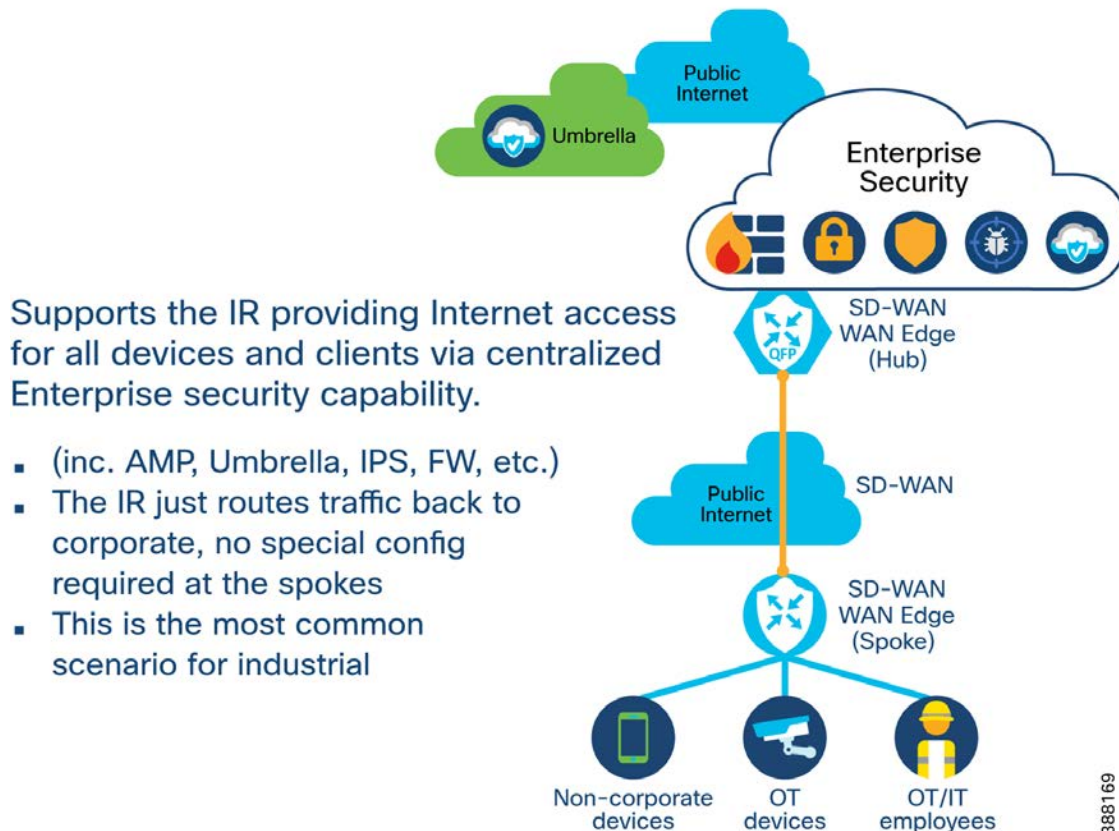 Public
Internet
Umbrella
Enterprise
Security
Supports the IR providing Internet access
for all devices and clients via centralized
Enterprise security capability.
▪ (inc. AMP, Umbrella, IPS, FW, etc.)
▪ The IR just routes traffic back to
corporate, no special config
required at the spokes
▪ This is the most common
scenario for industrial
SD-WAN
WAN Edge
(Hub)
QFP
Public
Internet
SD-WAN
SD-WAN
WAN Edge
(Spoke)
Non-corporate
devices
OT
devices
OT/IT
employees
388169